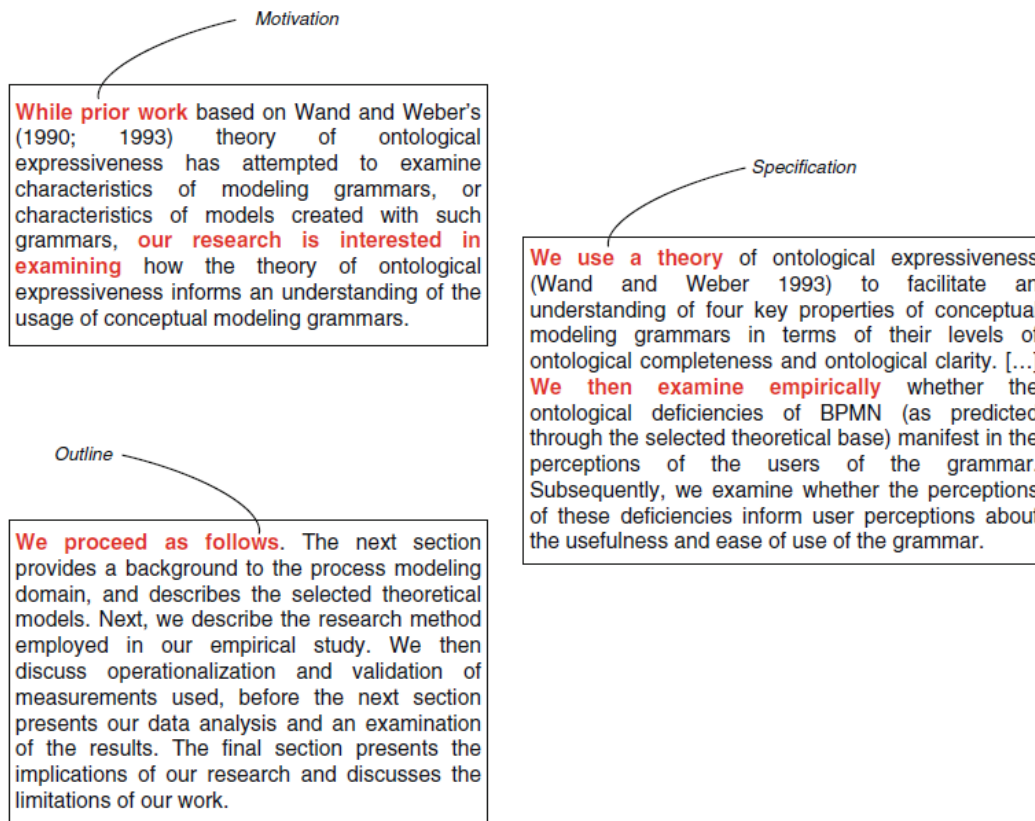 Motivation
While prior work based on Wand and Weber's
(1990; 1993) theory of ontological
expressiveness has attempted to examine
characteristics of modeling grammars, or
characteristics of models created with such
grammars, our research is interested in
examining how the theory of ontological
expressiveness informs an understanding of the
usage of conceptual modeling grammars.
Specification
We use a theory of ontological expressiveness
(Wand and Weber 1993) to facilitate an
understanding of four key properties of conceptual
modeling grammars in terms of their levels of
ontological completeness and ontological clarity. [...]
We then examine empirically whether the
ontological deficiencies of BPMN (as predicted
through the selected theoretical base) manifest in the
perceptions of the users of the grammar.
Subsequently, we examine whether the perceptions
of these deficiencies inform user perceptions about
the usefulness and ease of use of the grammar.
Outline
We proceed as follows. The next section
provides a background to the process modeling
domain, and describes the selected theoretical
models. Next, we describe the research method
employed in our empirical study. We then
discuss operationalization and validation of
measurements used, before the next section
presents our data analysis and an examination
of the results. The final section presents the
implications of our research and discusses the
limitations of our work.